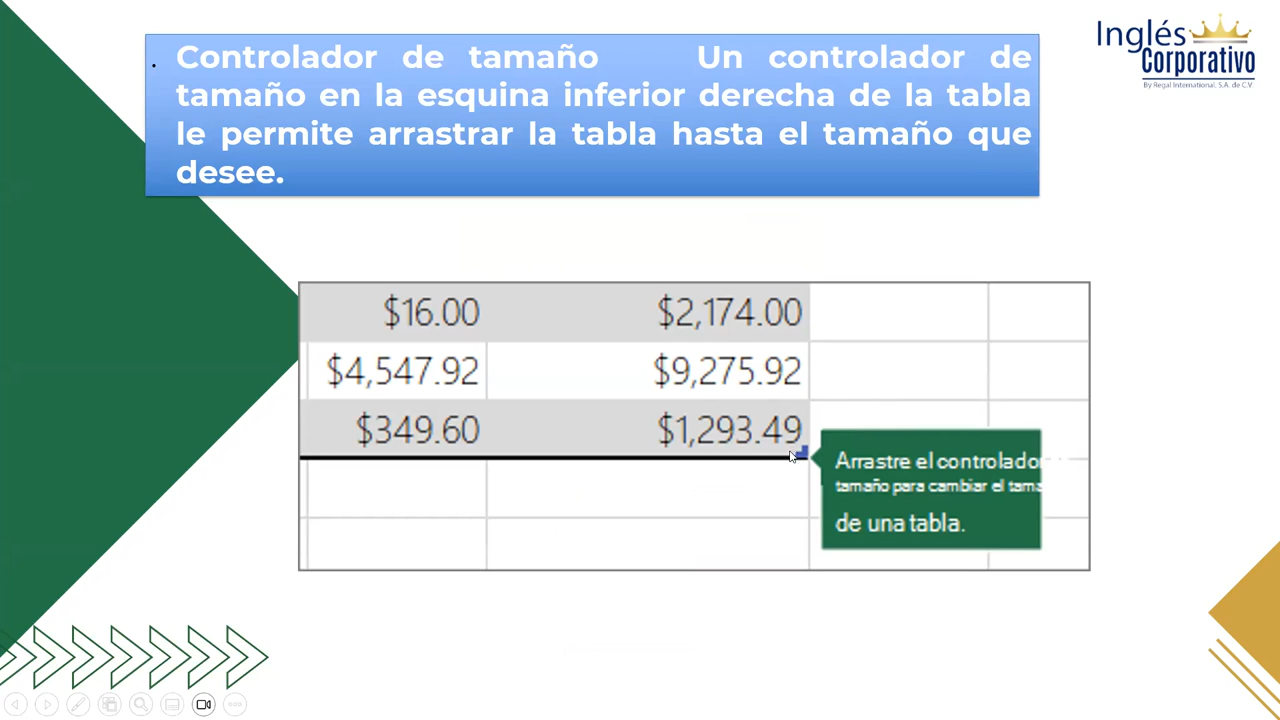 Inglés
Corporativo
By Regal International, S.A. de C.V.
. Controlador de tamaño Un controlador de
tamaño en la esquina inferior derecha de la tabla
le permite arrastrar la tabla hasta el tamaño que
desee.
$16.00 $2,174.00
$4,547.92 $9,275.92
$349.60 $1,293.49
Arrastre el controlador
tamaño para cambiar el tama
de una tabla.